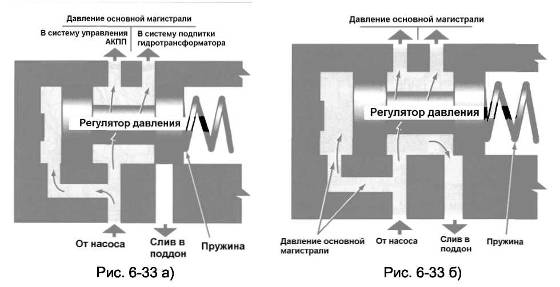 Давление основной магистрали
В систему управления
АКПП
В систему подпитки
гидротрансформатора
Регулятор давления
От насоса
Слив в
поддон
Пружина
Рис. 6-33 а)
Давление основной магистрали
Регулятор давления
Давление основной
магистрали
От насоса
Слив в
поддон
Пружина
Рис. 6-33 б)